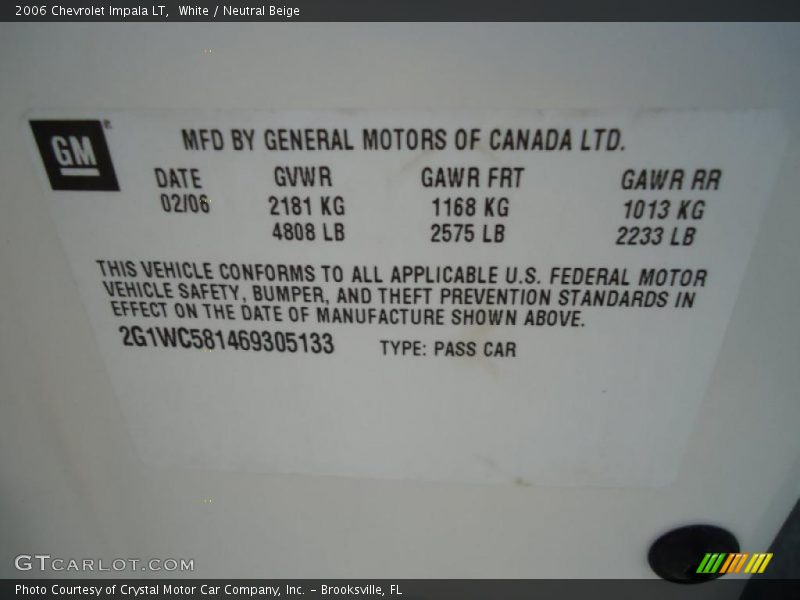 2006 Chevrolet Impala LT, White / Neutral Beige
GM
MFD BY GENERAL MOTORS OF CANADA LTD.
DATE GVWR GAWR FRT GAWR RR
02/06 2181 KG 1168 KG 1013 KG
4808 LB 2575 LB 2233 LB
THIS VEHICLE CONFORMS TO ALL APPLICABLE U.S. FEDERAL MOTOR
VEHICLE SAFETY, BUMPER, AND THEFT PREVENTION STANDARDS IN
EFFECT ON THE DATE OF MANUFACTURE SHOWN ABOVE.
2G1WC581469305133 TYPE: PASS CAR
GTCARLOT.COM
Photo Courtesy of Crystal Motor Car Company, Inc. – Brooksville, FL